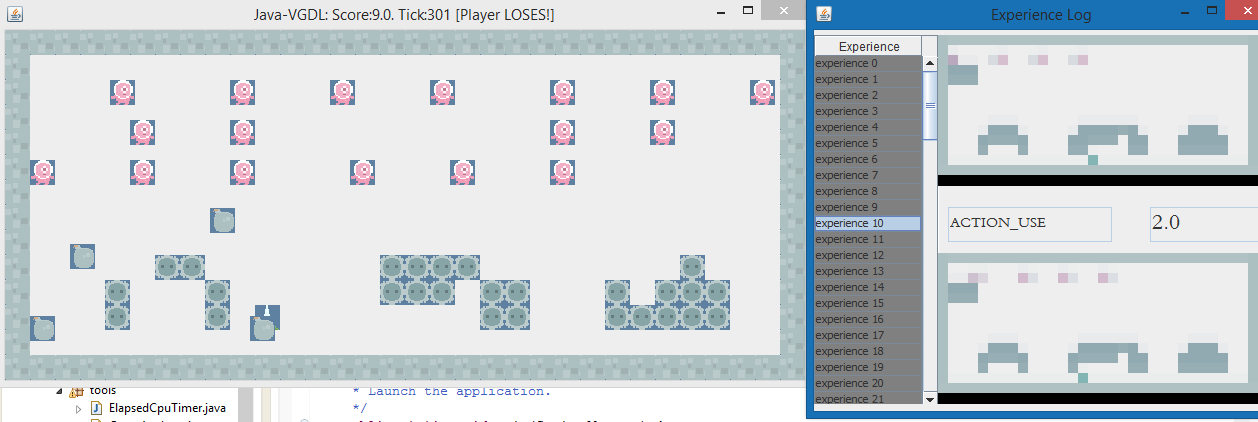 Java-VGDL: Score:9.0. Tick:301 [Player LOSES!]
Experience Log
Experience
experience 0
experience 1
experience 2
experience 3
experience 4
experience 5
experience 6
experience 7
experience 8
experience 9
experience 10
experience 11
experience 12
experience 13
experience 14
experience 15
experience 16
experience 17
experience 18
experience 19
experience 20
experience 21
ACTION_USE
2.0
tools
ElapsedCpuTimer.java
* Launch the application.
*/